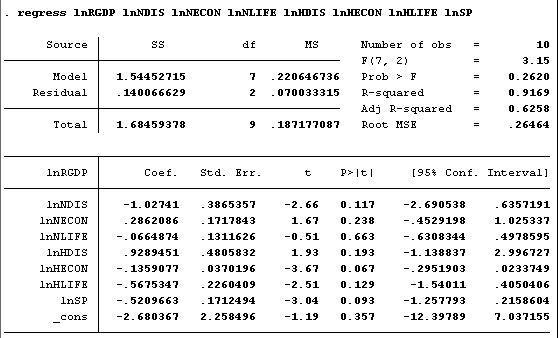 . regress lnRGDP lnNDIS lnNECON lnNLIFE lnHDIS lnHECON lnHLIFE lnSP
Source SS df MS Number of obs = 10
F(7, 2) = 3.15
Model 1.54452715 7 .220646736 Prob > F = 0.2620
Residual .140066629 2 .070033315 R-squared = 0.9169
Adj R-squared = 0.6258
Total 1.68459378 9 .187177087 Root MSE = .26464
lnRGDP Coef. Std. Err. t P>|t| [95% Conf. Interval]
lnNDIS -1.02741 .3865357 -2.66 0.117 -2.690538 .6357191
lnNECON .2862086 .1717843 1.67 0.238 -.4529198 1.025337
lnNLIFE -.0664874 .1311626 -0.51 0.663 -.6308344 .4978595
lnHDIS .9289451 .4805832 1.93 0.193 -1.138837 2.996727
lnHECON -.1359077 .0370196 -3.67 0.067 -.2951903 .0233749
lnHLIFE -.5675347 .2260409 -2.51 0.129 -1.54011 .4050406
lnSP -.5209663 .1712494 -3.04 0.093 -1.257793 .2158604
_cons -2.680367 2.258496 -1.19 0.357 -12.39789 7.037155